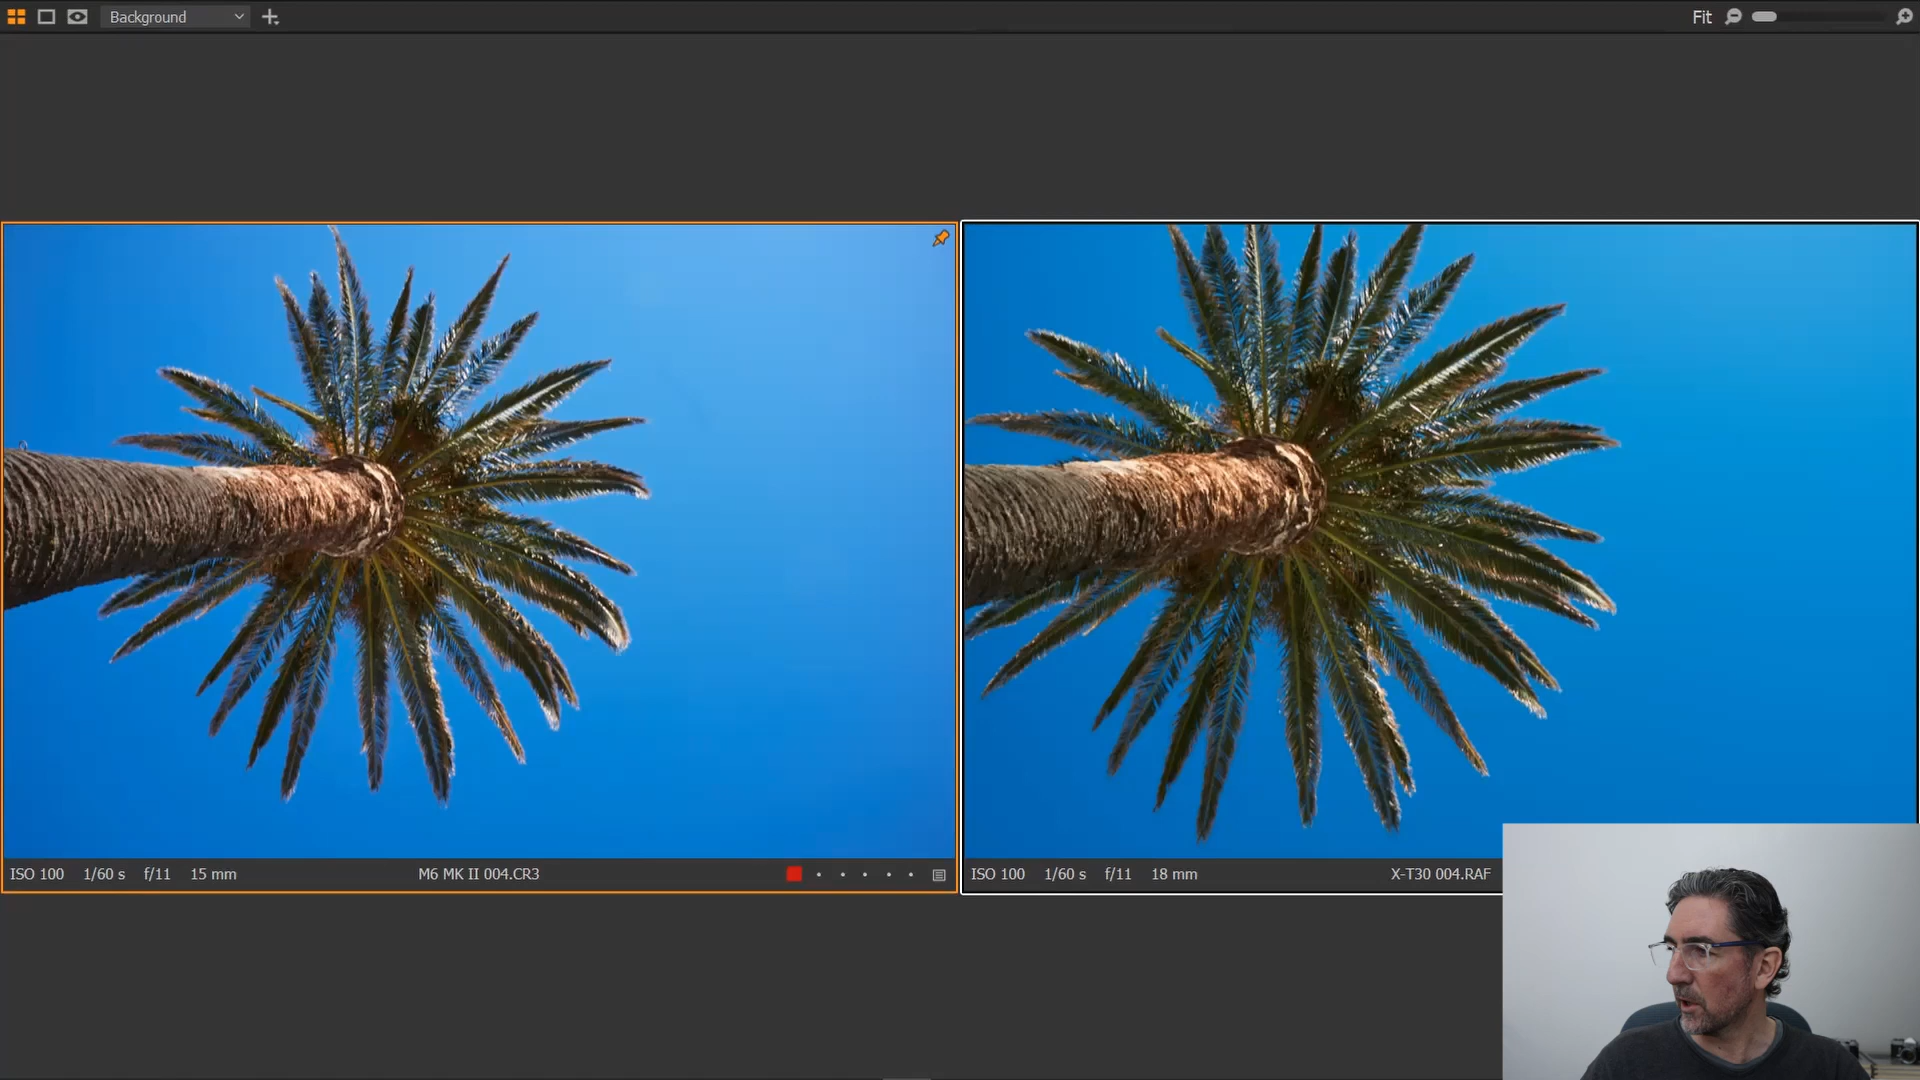 Background
Fit
ISO 100 1/60 s f/11 15 mm M6 MK II 004.CR3
ISO 100 1/60 s f/11 18 mm X-T30 004.RAF